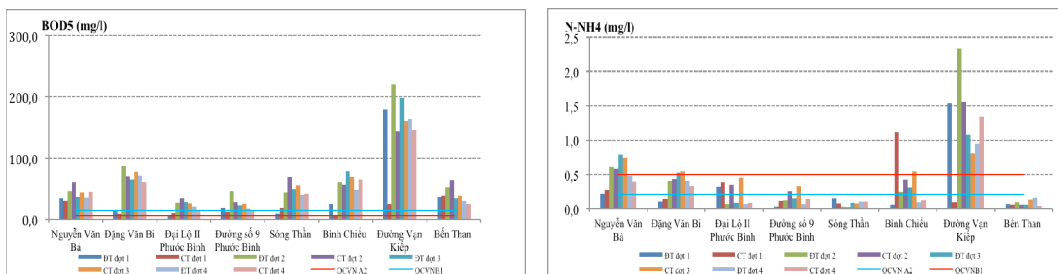 BOD5 (mg/l)
300,0
200,0
100,0
0,0
Nguyễn Văn Bá
Đặng Văn Bi
Đại Lộ II Phước Bình
Đường số 9 Phước Bình
Sóng Thần
Bình Chiểu
Đường Vạn Kiếp
Bến Than
ĐT đợt 1
CT đợt 1
ĐT đợt 2
CT đợt 2
ĐT đợt 3
CT đợt 3
ĐT đợt 4
CT đợt 4
QCVN A2
QCVNB1
N-NH4 (mg/l)
2,5
2,0
1,5
1,0
0,5
0,0
Nguyễn Văn Bá
Đặng Văn Bi
Đại Lộ II Phước Bình
Đường số 9 Phước Bình
Sóng Thần
Bình Chiểu
Đường Vạn Kiếp
Bến Than
ĐT đợt 1
CT đợt 1
ĐT đợt 2
CT đợt 2
ĐT đợt 3
CT đợt 3
ĐT đợt 4
CT đợt 4
QCVN A2
QCVNB1